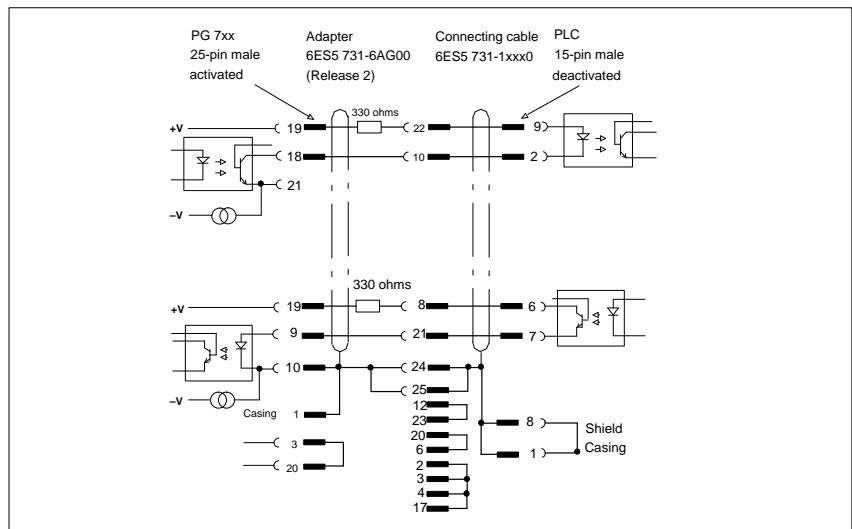 PG 7xx
25-pin male
activated
Adapter
6ES5 731-6AG00
(Release 2)
Connecting cable
6ES5 731-1xxx0
PLC
15-pin male
deactivated
330 ohms
+V
19
22
9
18
10
2
21
–V
330 ohms
+V
19
8
6
9
21
7
10
24
–V
25
Casing
1
12
23
8
Shield
3
20
Casing
20
6
1
2
3
4
17